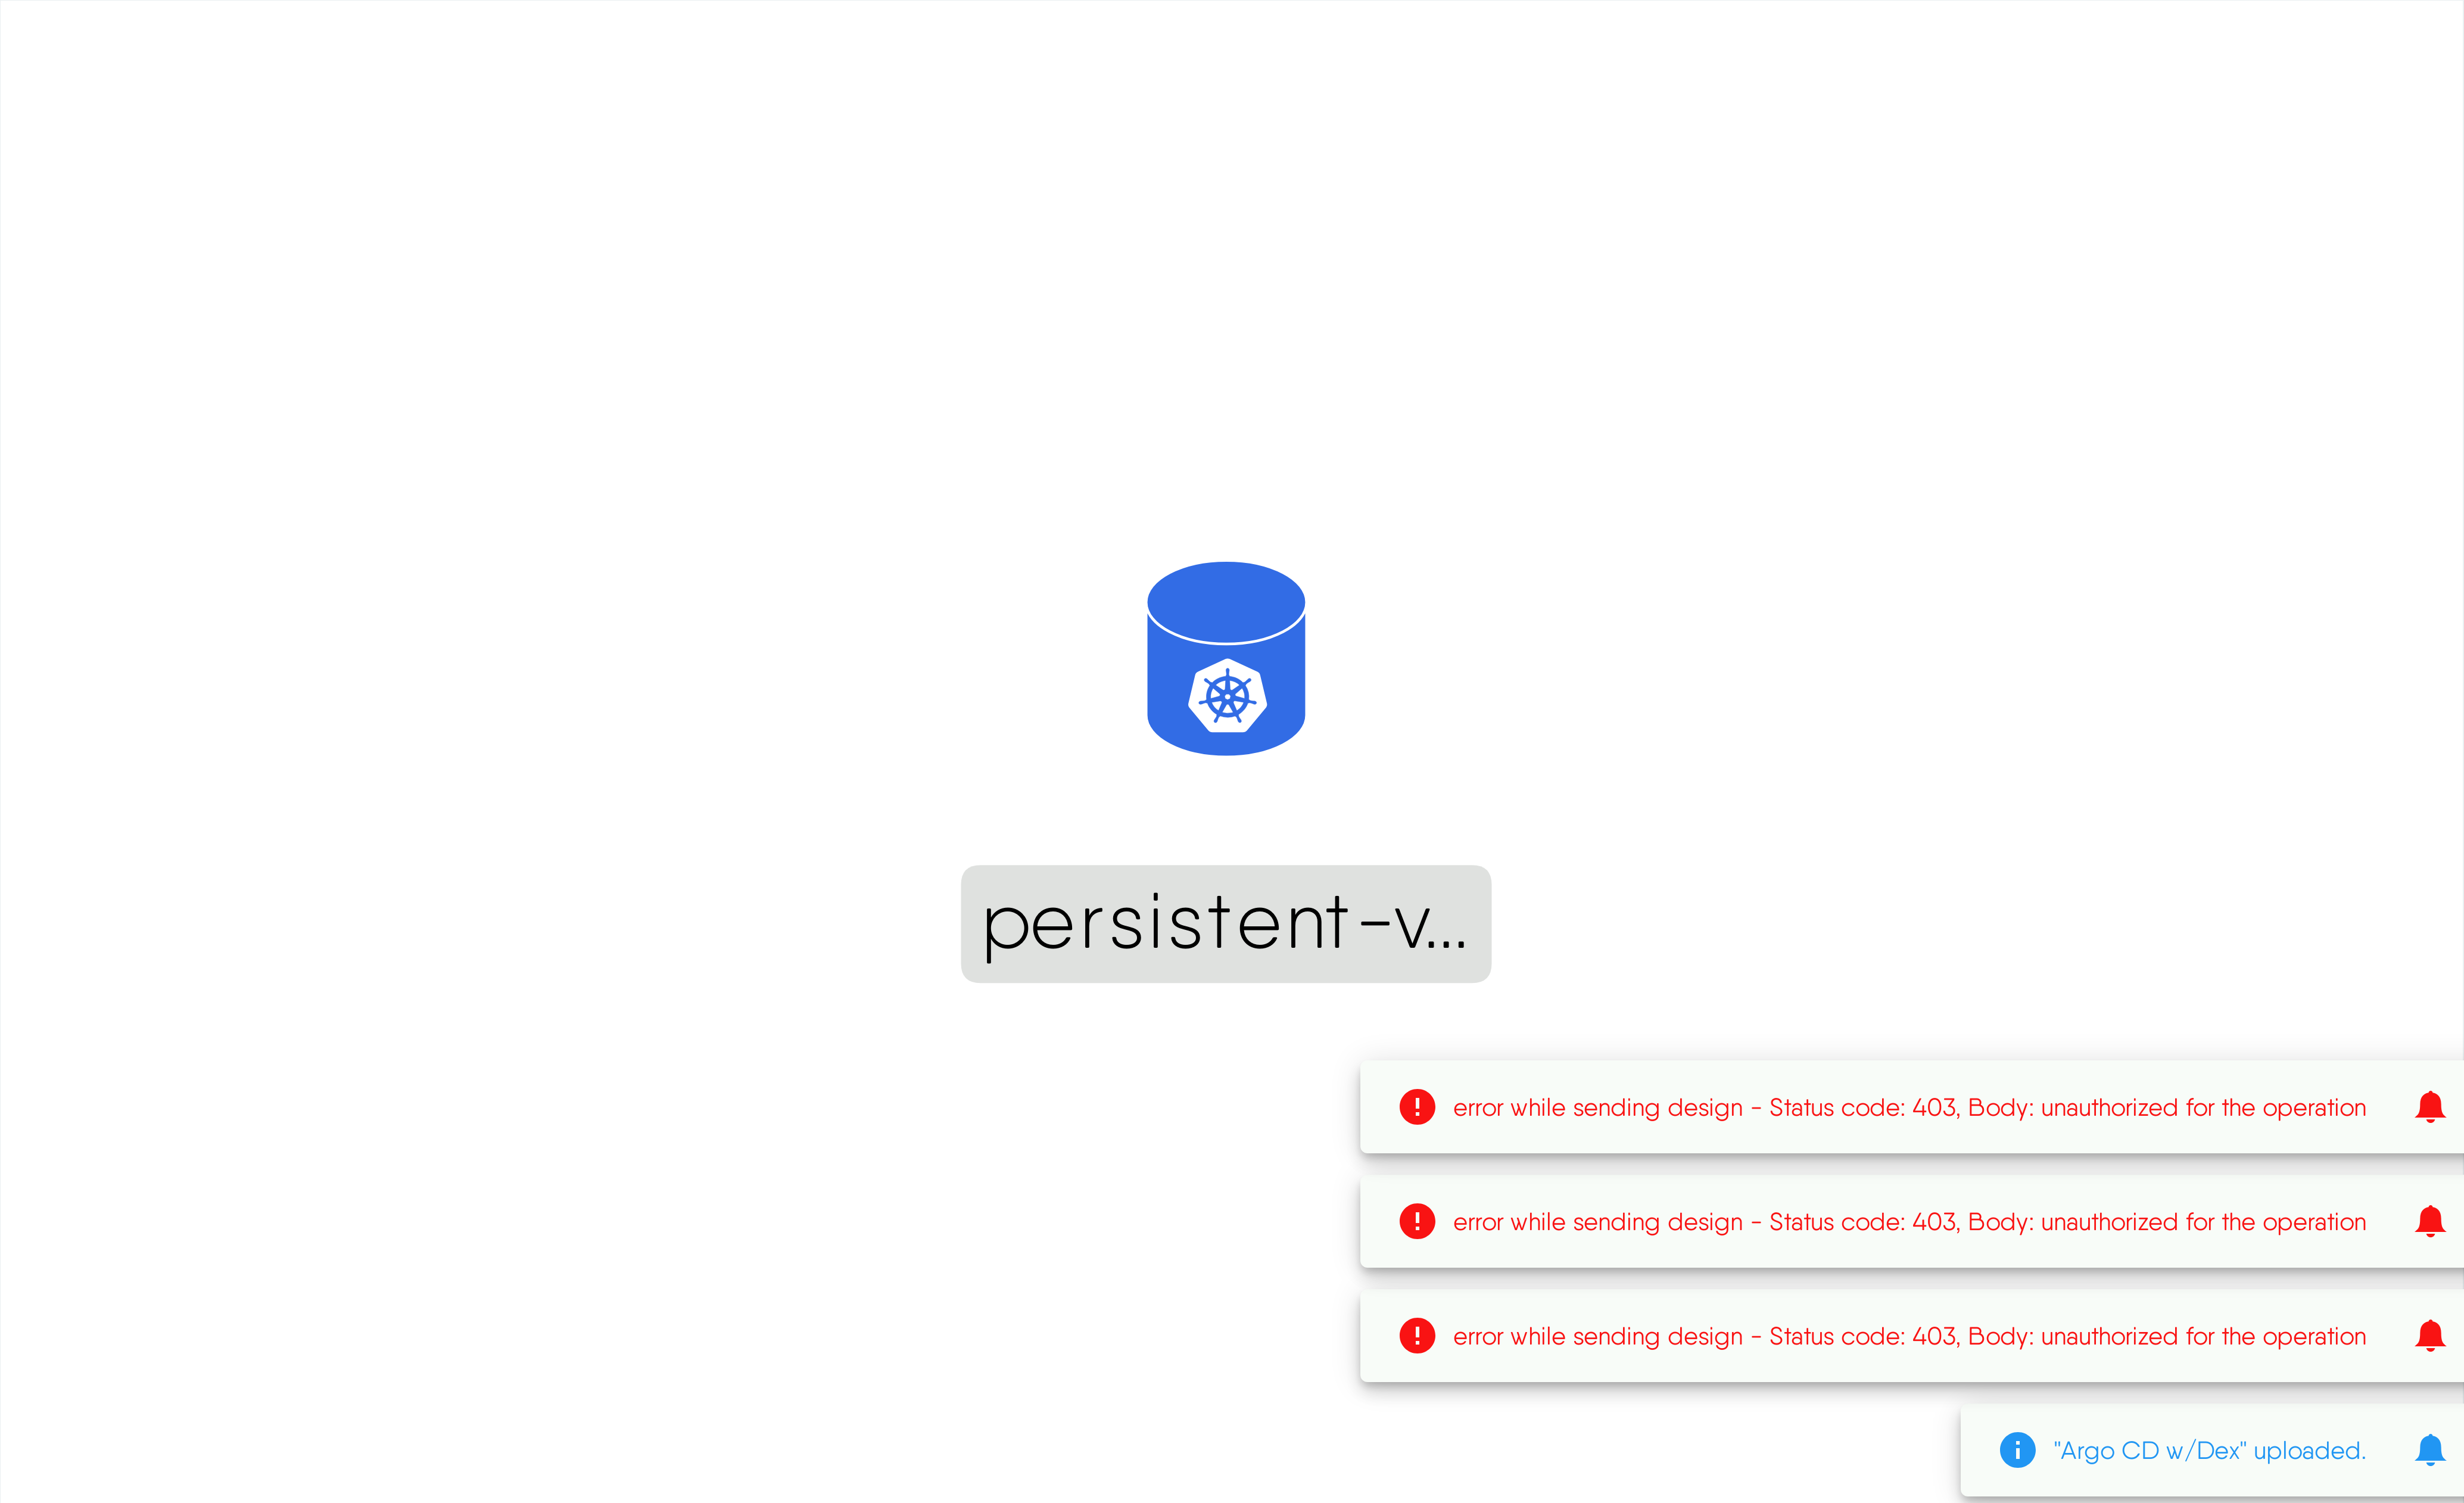 persistent-v...
error while sending design - Status code: 403, Body: unauthorized for the operation
error while sending design - Status code: 403, Body: unauthorized for the operation
error while sending design - Status code: 403, Body: unauthorized for the operation
"Argo CD w/Dex" uploaded.